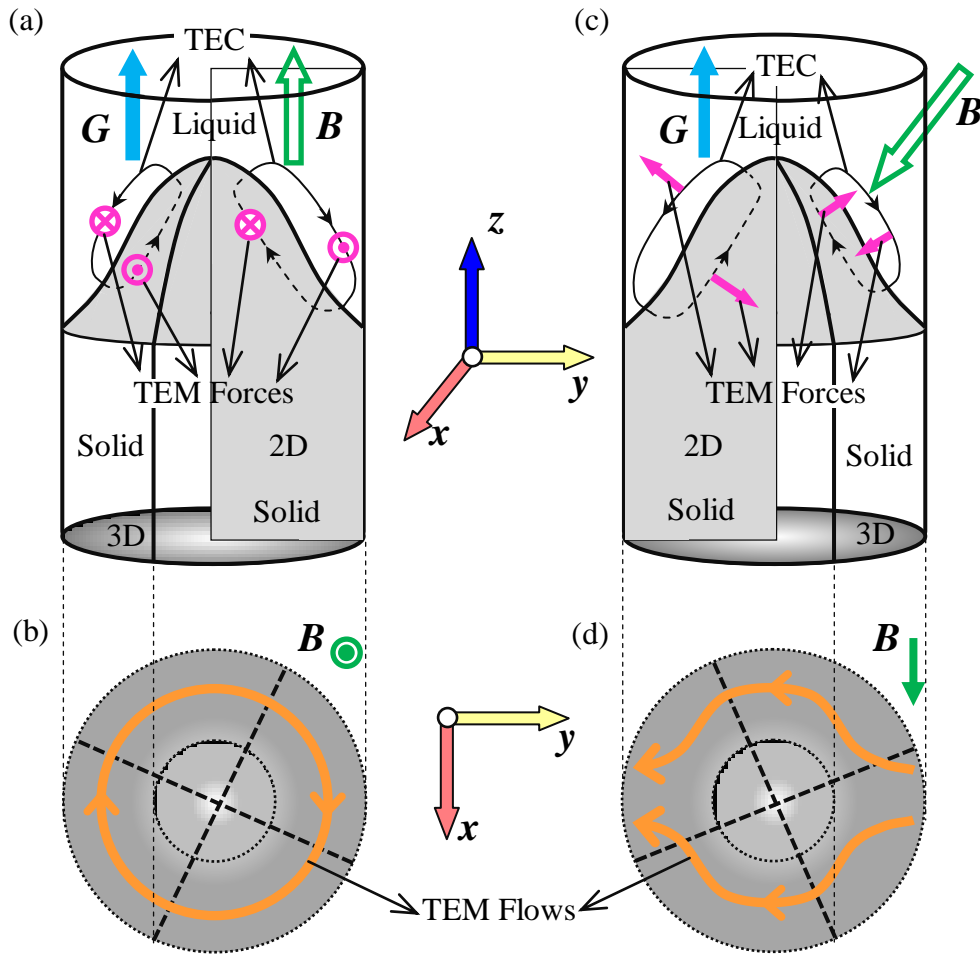 (a)
TEC
G
Liquid
B
TEM Forces
Solid
2D
Solid
3D
z
y
x
(c)
TEC
G
Liquid
B
TEM Forces
2D
Solid
Solid
3D
(b)
B
y
x
TEM Flows
(d)
B